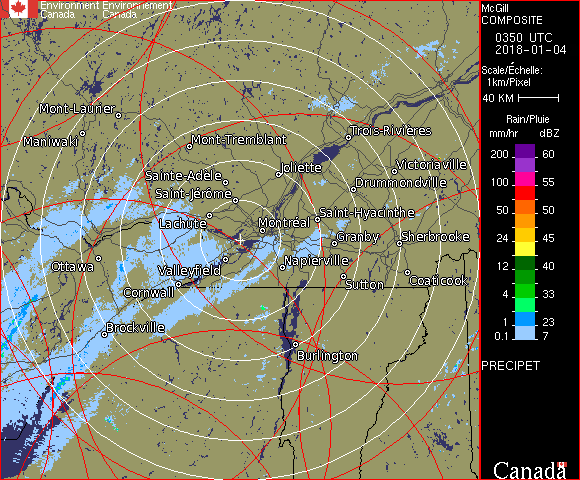 Environment Environnement
Canada Canada
McGill
COMPOSITE
0350 UTC
2018-01-04
Scale/Échelle:
1km/Pixel
40 KM
Rain/Pluie
mm/hr dBZ
200 60
100 55
50 50
24 45
12 40
4 33
1 23
0.1 7
PRECIPET
Canada
Mont-Laurier
Maniwaki
Mont-Tremblant
Trois-Rivières
Joliette
Victoriaville
Sainte-Adèle
Drummondville
Saint-Jérôme
Saint-Hyacinthe
Lachute
Montréal
Granby
Sherbrooke
Ottawa
Valleyfield
Napierville
Cornwall
Sutton
Coaticook
Brockville
Burlington